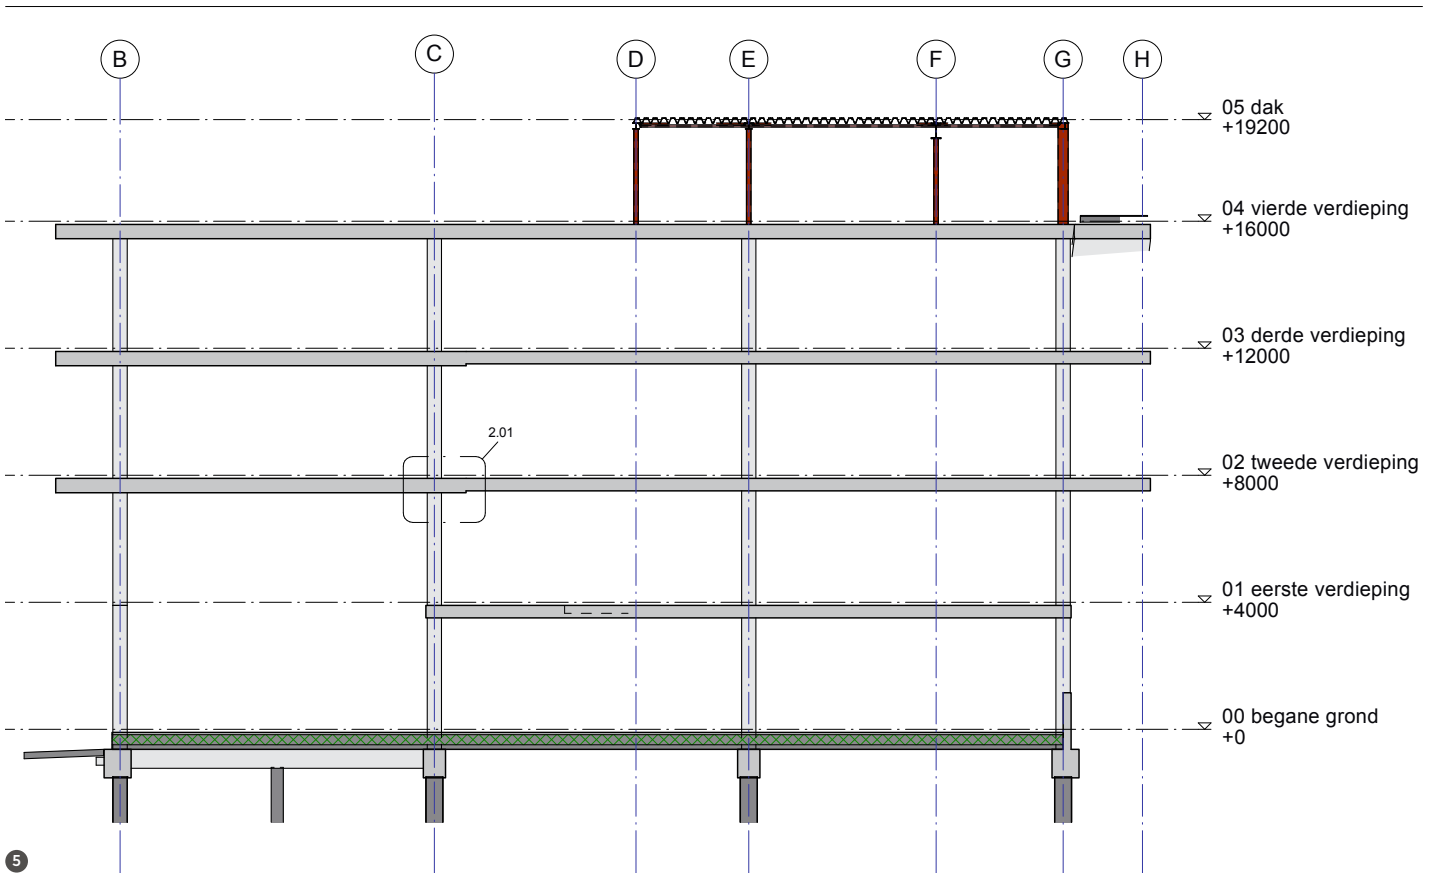 B
C
D
E
F
G
H
05 dak
+19200
04 vierde verdieping
+16000
03 derde verdieping
+12000
2.01
02 tweede verdieping
+8000
01 eerste verdieping
+4000
00 begane grond
+0
5